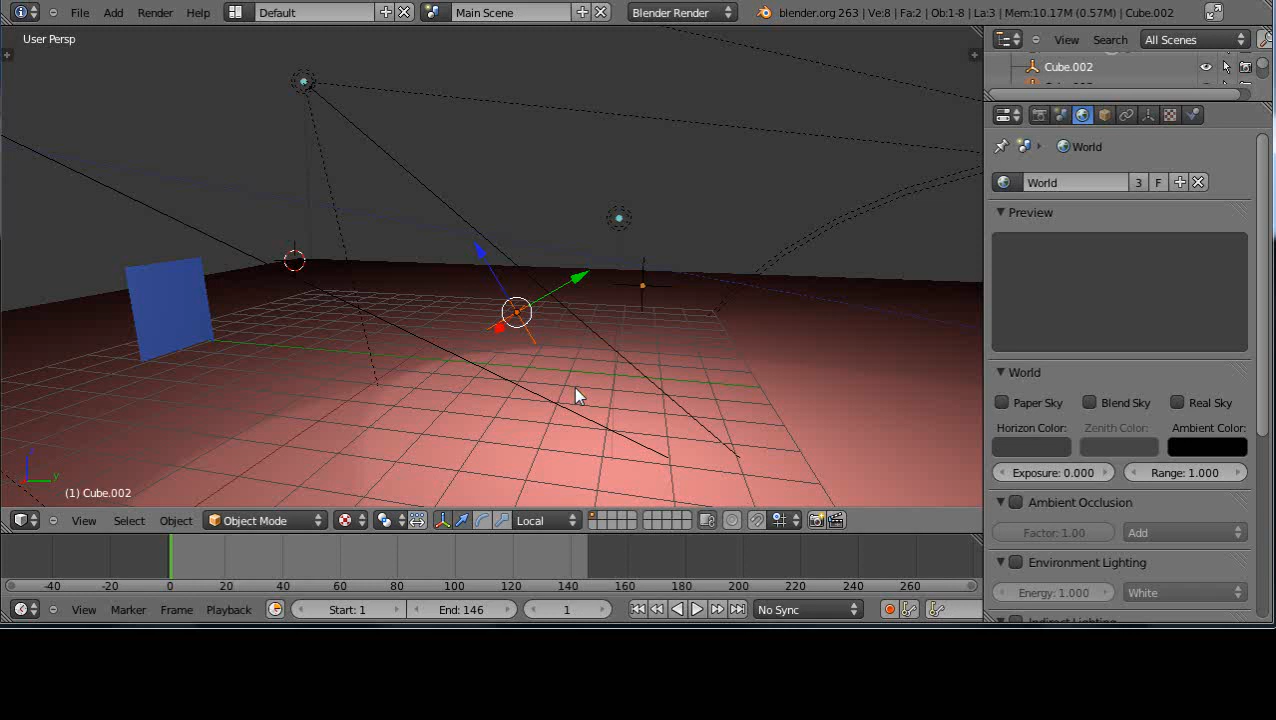 File Add Render Help Default Main Scene Blender Render blender.org 263 | Ve:8 | Fa:2 | Ob:1-8 | La:3 | Mem:10.17M (0.57M) | Cube.002
User Persp
View Search All Scenes
Cube.002
World
World 3 F
Preview
World
Paper Sky Blend Sky Real Sky
Horizon Color: Zenith Color: Ambient Color:
Exposure: 0.000 Range: 1.000
Ambient Occlusion
Factor: 1.00 Add
Environment Lighting
Energy: 1.000 White
Indirect Lighting
z
y
(1) Cube.002
View Select Object Object Mode Local
-40 -20 0 20 40 60 80 100 120 140 160 180 200 220 240 260
View Marker Frame Playback Start: 1 End: 146 1 No Sync